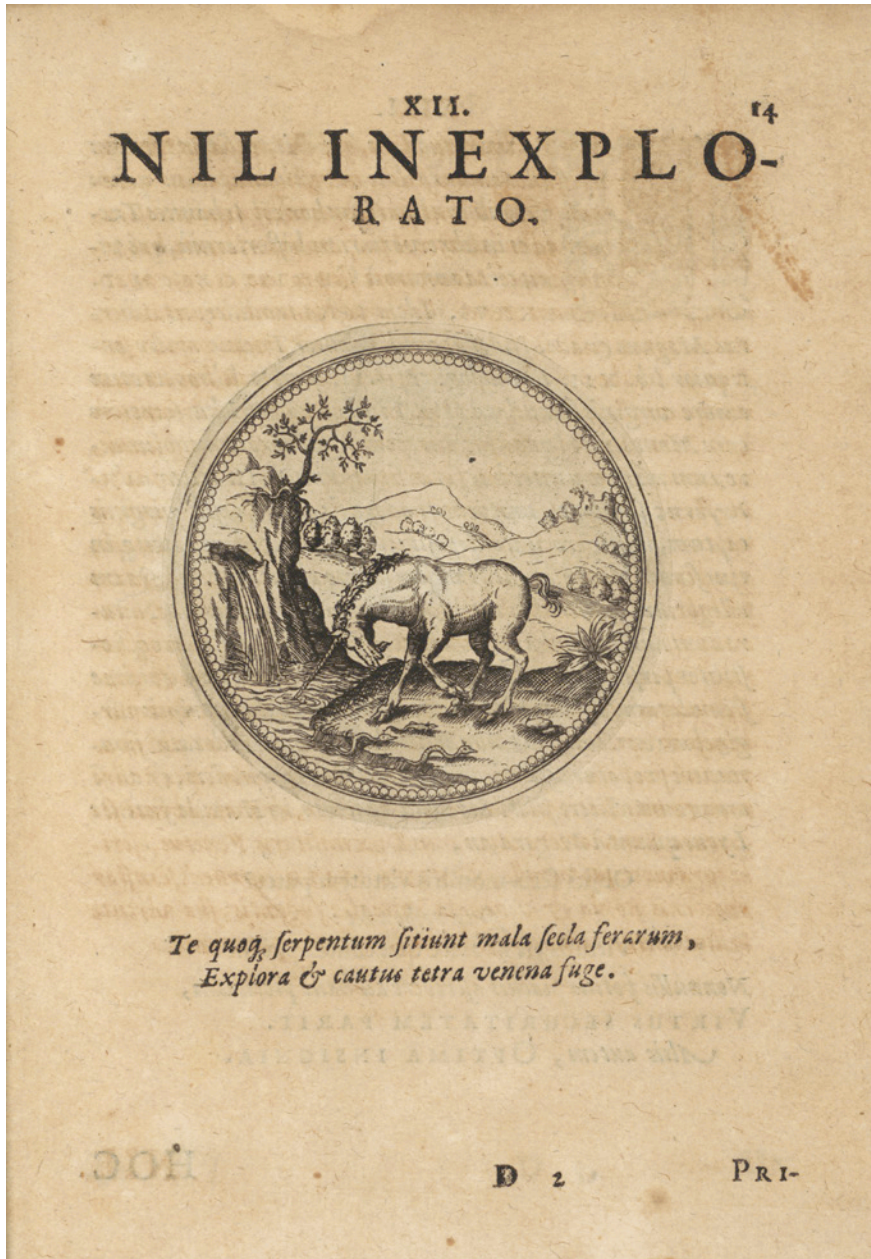 XII.
14
NIL INEXPLO-
RATO.
Te quoq; ſerpentum ſitiunt mala ſecla ferarum,
Explora & cautus tetra venena fuge.
D 2
PRI-